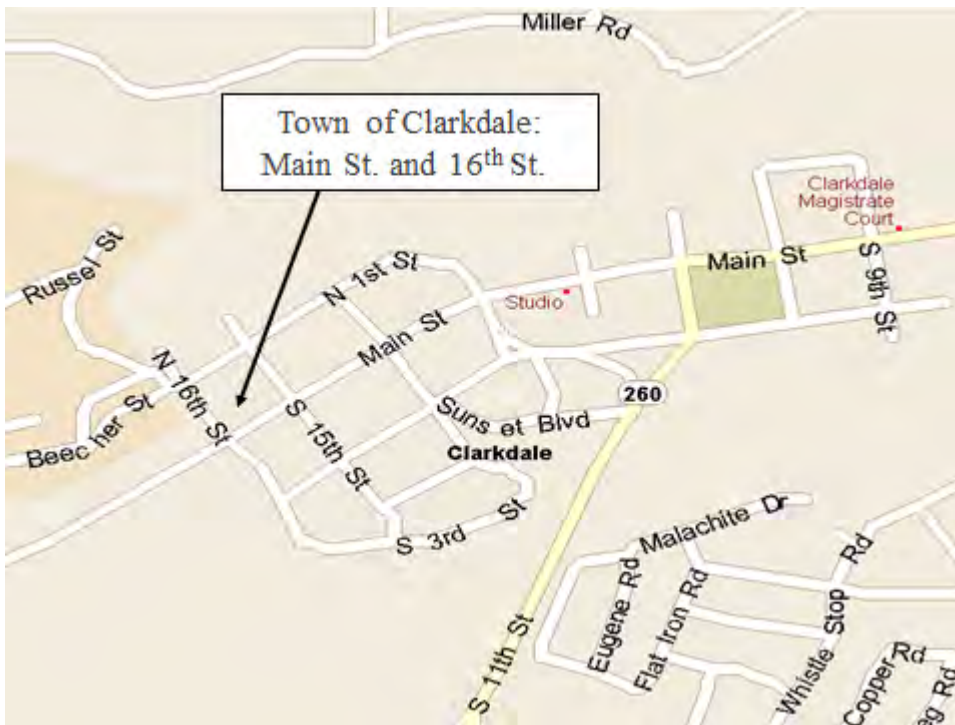 Miller Rd
Town of Clarkdale:
Main St. and 16th St.
Clarkdale
Magistrate
Court
Russel St
N 1st St
Main St
S 9th St
Studio
Main St
N 16th St
260
S 15th St
Suns et Blvd
Beec her St
Clarkdale
S 3rd St
Malachite Dr
Rd
Eugene Rd
Flat Iron Rd
Whistle Stop
S 11th St
Copper Rd
eg Rd